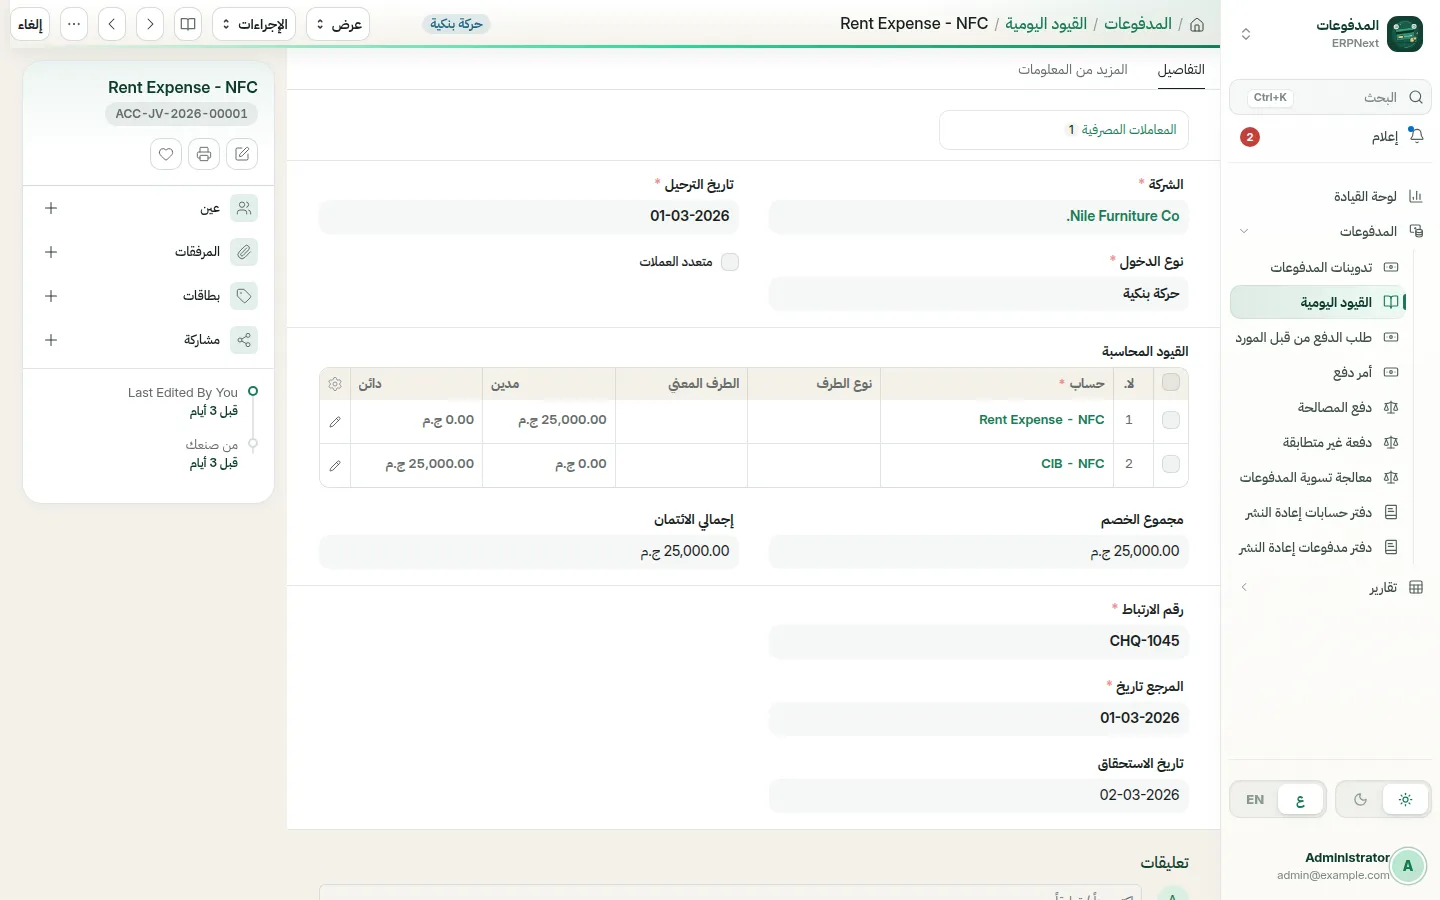 المدفوعات
ERPNext
البحث
Ctrl+K
إعلام
2
لوحة القيادة
المدفوعات
تدوينات المدفوعات
القيود اليومية
طلب الدفع من قبل المورد
أمر دفع
دفع المصالحة
دفعة غير متطابقة
معالجة تسوية المدفوعات
دفتر حسابات إعادة النشر
دفتر مدفوعات إعادة النشر
تقارير
ع
EN
Administrator
admin@example.com
A
المدفوعات / القيود اليومية / Rent Expense - NFC
حركة بنكية
عرض
الإجراءات
إلغاء
التفاصيل
المزيد من المعلومات
المعاملات المصرفية 1
الشركة *
Nile Furniture Co.
تاريخ الترحيل *
01-03-2026
نوع الدخول *
حركة بنكية
متعدد العملات
القيود المحاسبة
لا. حساب * نوع الطرف الطرف المعني مدين دائن
1 Rent Expense - NFC 25,000.00 ج.م 0.00 ج.م
2 CIB - NFC 0.00 ج.م 25,000.00 ج.م
مجموع الخصم
25,000.00 ج.م
إجمالي الائتمان
25,000.00 ج.م
رقم الارتباط *
CHQ-1045
المرجع تاريخ *
01-03-2026
تاريخ الاستحقاق
02-03-2026
تعليقات
Rent Expense - NFC
ACC-JV-2026-00001
عين
المرفقات
بطاقات
مشاركة
Last Edited By You
قبل 3 أيام
من صنعك
قبل 3 أيام